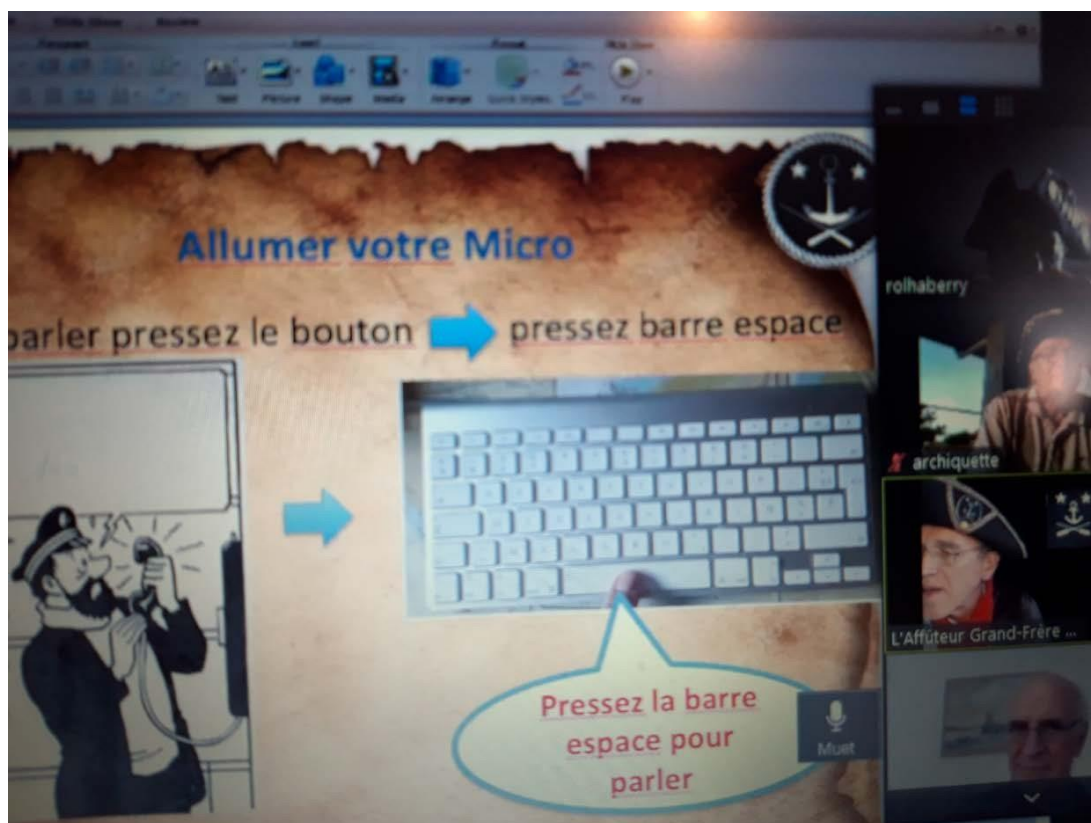 Text
Picture
Shape
Media
Arrange
Quick Styles
Play
Allumer votre Micro
parler pressez le bouton
pressez barre espace
rolhaberry
archiquette
L'Affûteur Grand-Frère ...
Pressez la barre
espace pour
parler
Muet